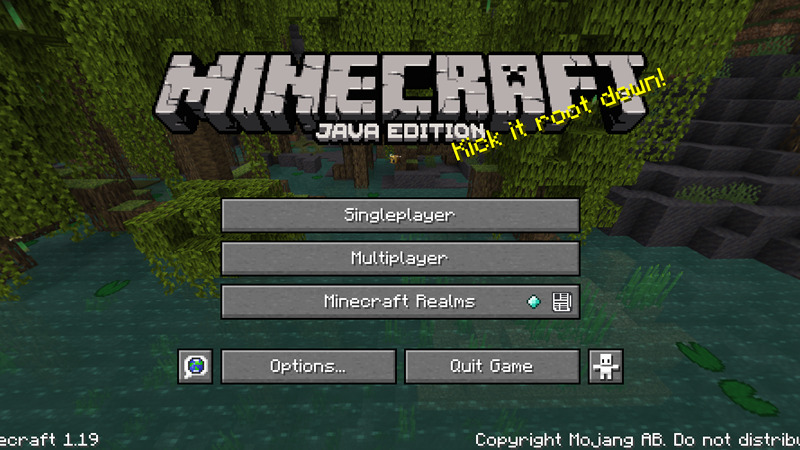 MINECRAFT
JAVA EDITION
Kick it root down!
Singleplayer
Multiplayer
Minecraft Realms
Options...
Quit Game
ecraft 1.19
Copyright Mojang AB. Do not distribu